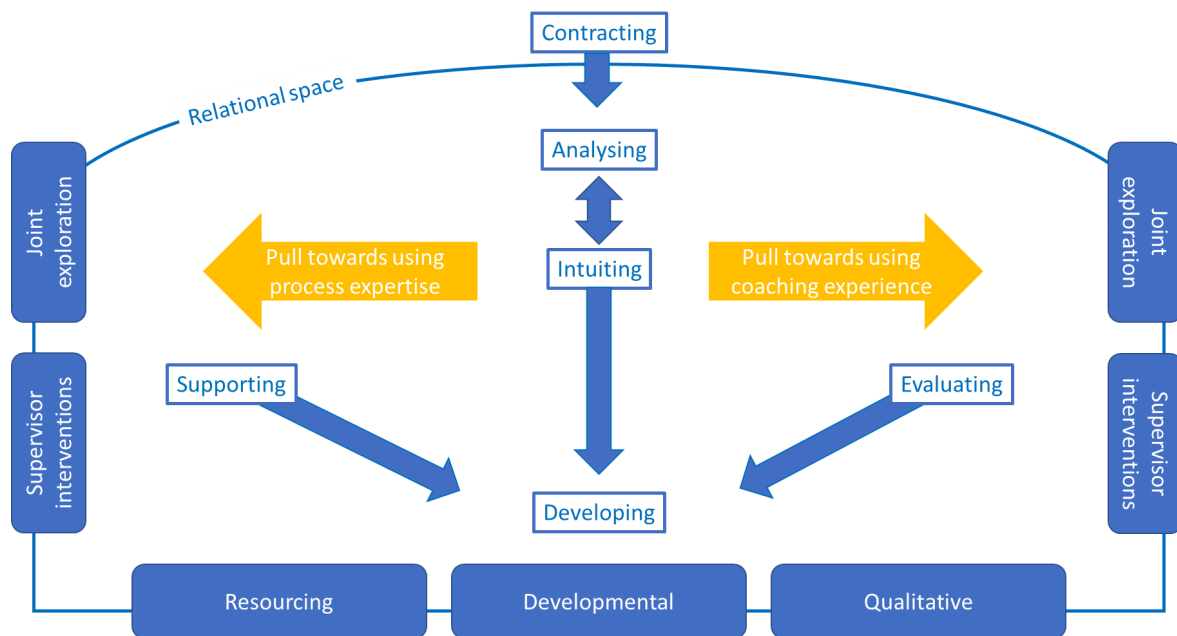 Contracting
Relational space
Analysing
Joint
exploration
Joint
exploration
Pull towards using
process expertise
Intuiting
Pull towards using
coaching experience
Supporting
Evaluating
Supervisor
interventions
Supervisor
interventions
Developing
Resourcing
Developmental
Qualitative